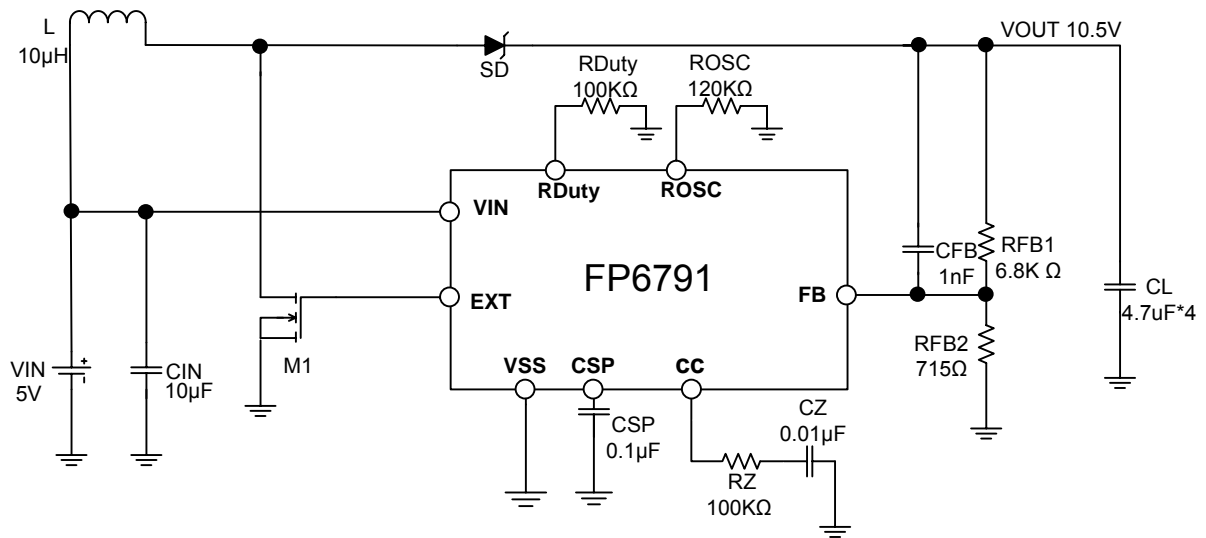 L
10µH
SD
VOUT 10.5V
RDuty
100KΩ
ROSC
120KΩ
RDuty
ROSC
VIN
EXT
FP6791
FB
CFB
1nF
RFB1
6.8K Ω
CL
4.7uF*4
RFB2
715Ω
M1
VIN
5V
+
-
CIN
10µF
VSS
CSP
CC
CSP
0.1µF
CZ
0.01µF
RZ
100KΩ